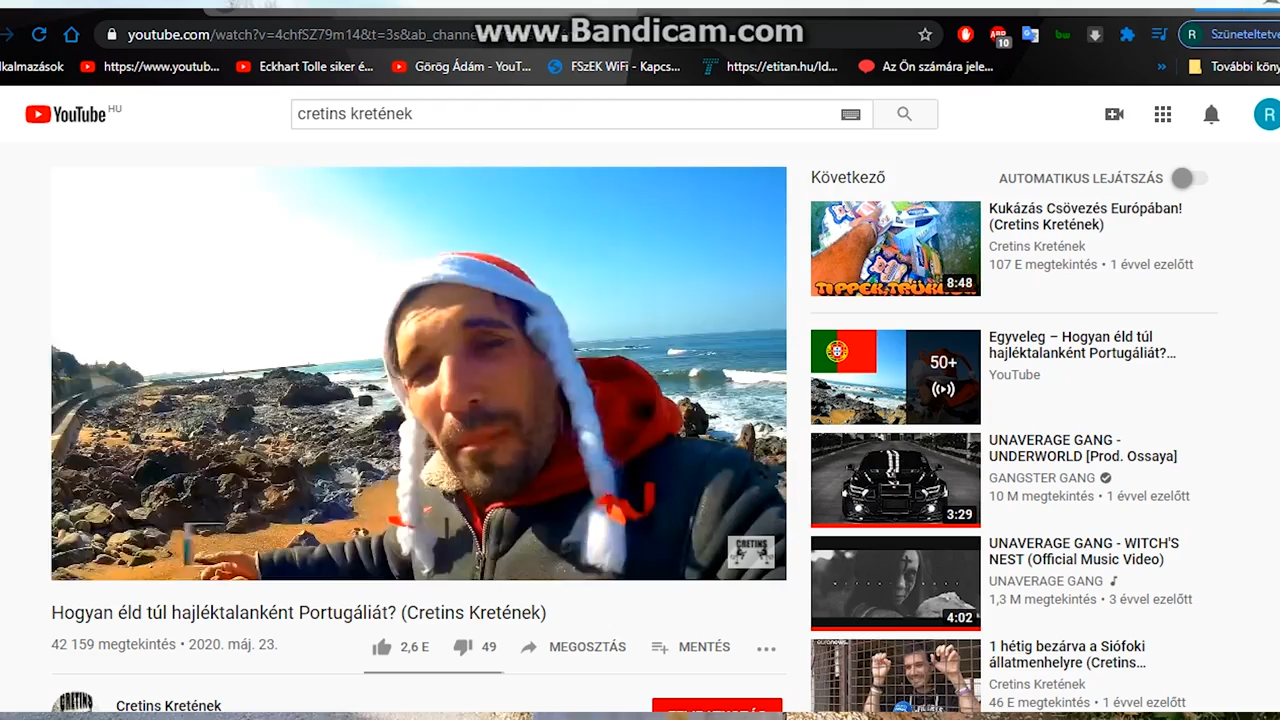 www.Bandicam.com
youtube.com/watch?v=4chfSZ79m14&t=3s&ab_channe
10
R
Szüneteltetve
lkalmazások
https://www.youtub...
Eckhart Tolle siker é...
Görög Ádám - YouT...
FSzEK WiFi - Kapcs...
https://etitan.hu/ld...
Az Ön számára jele...
»
További köny
YouTube HU
cretins kretének
R
Következő
AUTOMATIKUS LEJÁTSZÁS
Kukázás Csövezés Európában!
(Cretins Kretének)
Cretins Kretének
107 E megtekintés • 1 évvel ezelőtt
8:48
Egyveleg – Hogyan éld túl
hajléktalanként Portugáliát?...
YouTube
50+
UNAVERAGE GANG -
UNDERWORLD [Prod. Ossaya]
GANGSTER GANG
10 M megtekintés • 1 évvel ezelőtt
3:29
UNAVERAGE GANG - WITCH'S
NEST (Official Music Video)
UNAVERAGE GANG
1,3 M megtekintés • 3 évvel ezelőtt
4:02
1 hétig bezárva a Siófoki
állatmenhelyre (Cretins...
Cretins Kretének
46 E megtekintés • 1 évvel ezelőtt
CRETINS
Hogyan éld túl hajléktalanként Portugáliát? (Cretins Kretének)
42 159 megtekintés • 2020. máj. 23.
2,6 E
49
MEGOSZTÁS
MENTÉS
CRETINS
Cretins Kretének